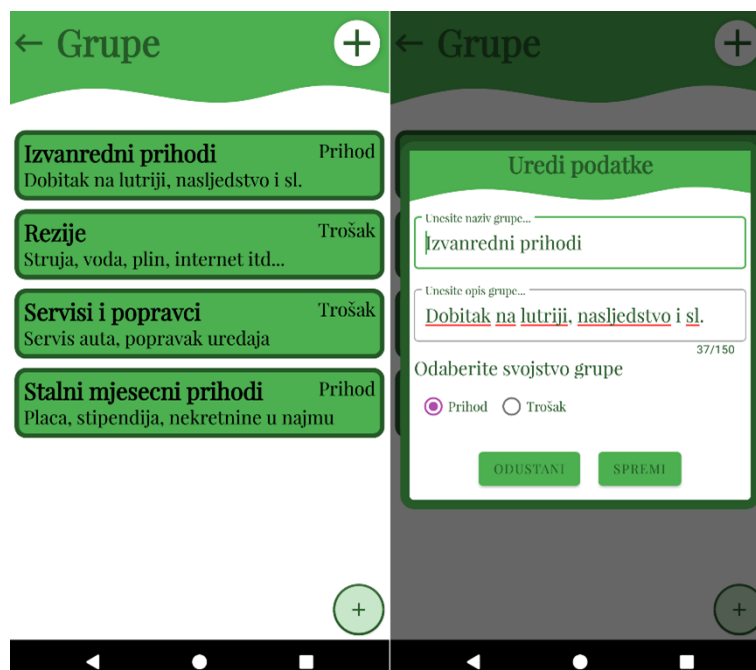 Grupe
Izvanredni prihodi
Prihod
Dobitak na lutriji, nasljedstvo i sl.
Rezije
Trošak
Struja, voda, plin, internet itd...
Servisi i popravci
Trošak
Servis auta, popravak uredaja
Stalni mjesecni prihodi
Prihod
Placa, stipendija, nekretnine u najmu
Grupe
Uredi podatke
Unesite naziv grupe...
Izvanredni prihodi
Unesite opis grupe...
Dobitak na lutriji, nasljedstvo i sl.
37/150
Odaberite svojstvo grupe
Prihod
Trošak
ODUSTANI
SPREMI